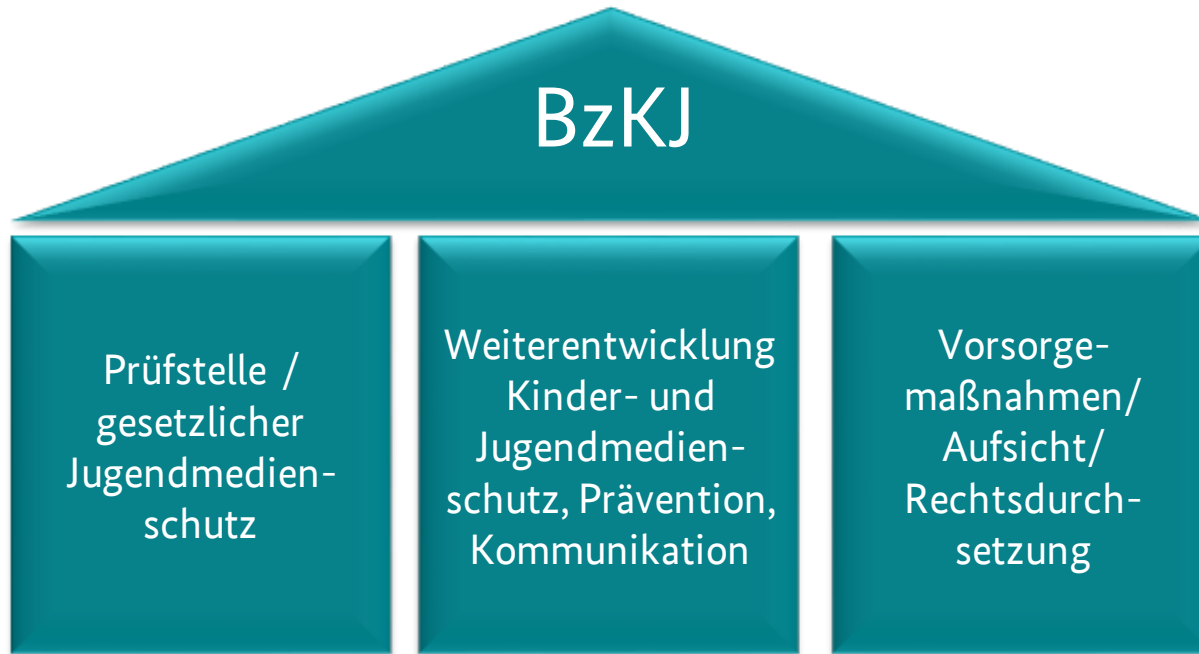 BzKJ
Prüfstelle /
gesetzlicher
Jugendmedien-
schutz
Weiterentwicklung
Kinder- und
Jugendmedien-
schutz, Prävention,
Kommunikation
Vorsorge-
maßnahmen/
Aufsicht/
Rechtsdurch-
setzung